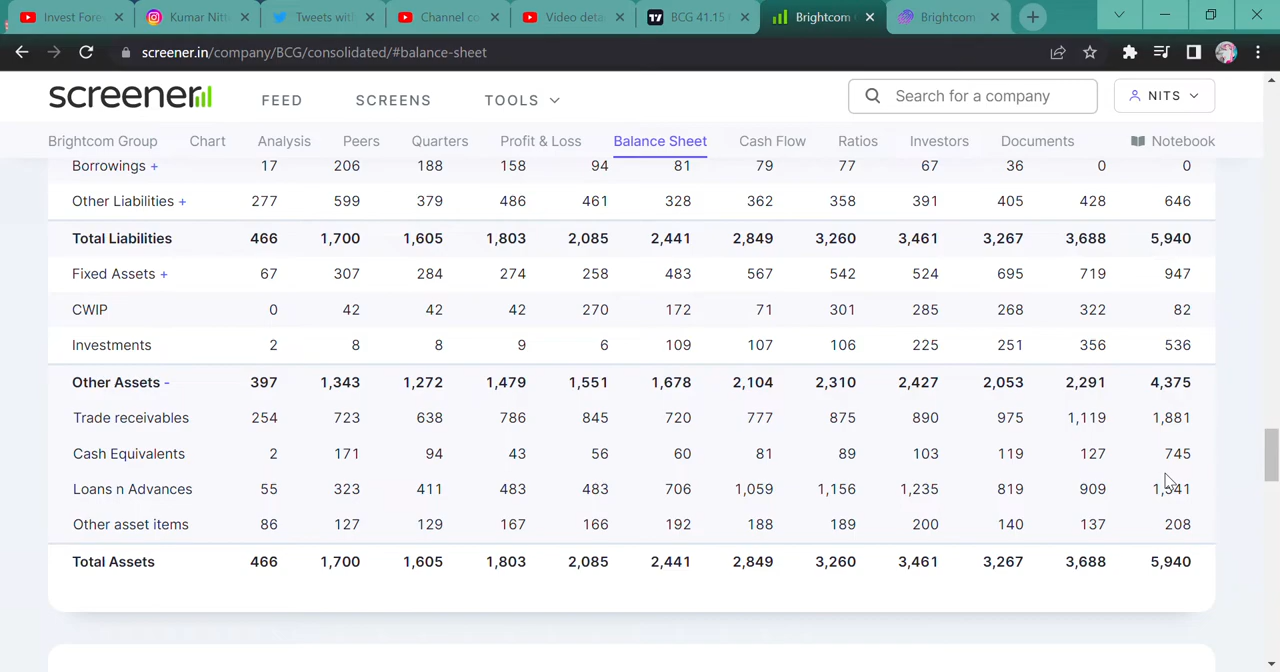 Invest Fores
Kumar Nitt
Tweets with
Channel co
Video detai
BCG 41.15
Brightcom
Brightcom
screener.in/company/BCG/consolidated/#balance-sheet
screener
FEED
SCREENS
TOOLS
Search for a company
NITS
Brightcom Group
Chart
Analysis
Peers
Quarters
Profit & Loss
Balance Sheet
Cash Flow
Ratios
Investors
Documents
Notebook
Borrowings + 17 206 188 158 94 81 79 77 67 36 0 0
Other Liabilities + 277 599 379 486 461 328 362 358 391 405 428 646
Total Liabilities 466 1,700 1,605 1,803 2,085 2,441 2,849 3,260 3,461 3,267 3,688 5,940
Fixed Assets + 67 307 284 274 258 483 567 542 524 695 719 947
CWIP 0 42 42 42 270 172 71 301 285 268 322 82
Investments 2 8 8 9 6 109 107 106 225 251 356 536
Other Assets - 397 1,343 1,272 1,479 1,551 1,678 2,104 2,310 2,427 2,053 2,291 4,375
Trade receivables 254 723 638 786 845 720 777 875 890 975 1,119 1,881
Cash Equivalents 2 171 94 43 56 60 81 89 103 119 127 745
Loans n Advances 55 323 411 483 483 706 1,059 1,156 1,235 819 909 1,541
Other asset items 86 127 129 167 166 192 188 189 200 140 137 208
Total Assets 466 1,700 1,605 1,803 2,085 2,441 2,849 3,260 3,461 3,267 3,688 5,940